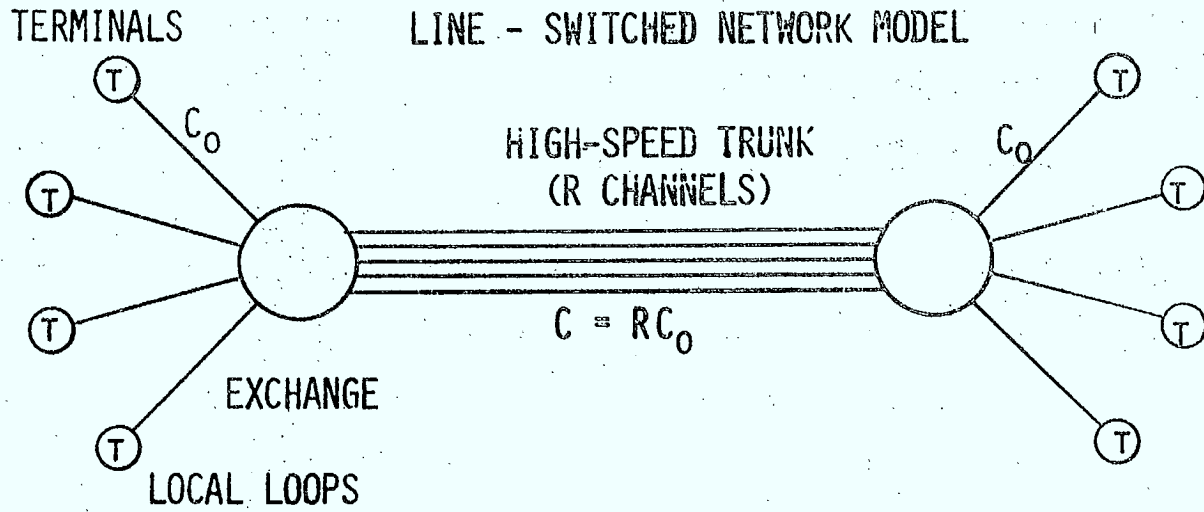 TERMINALS
LINE - SWITCHED NETWORK MODEL
T
T
C₀
C₀
HIGH-SPEED TRUNK
(R CHANNELS)
T
T
T
T
C = RC₀
EXCHANGE
T
T
LOCAL LOOPS